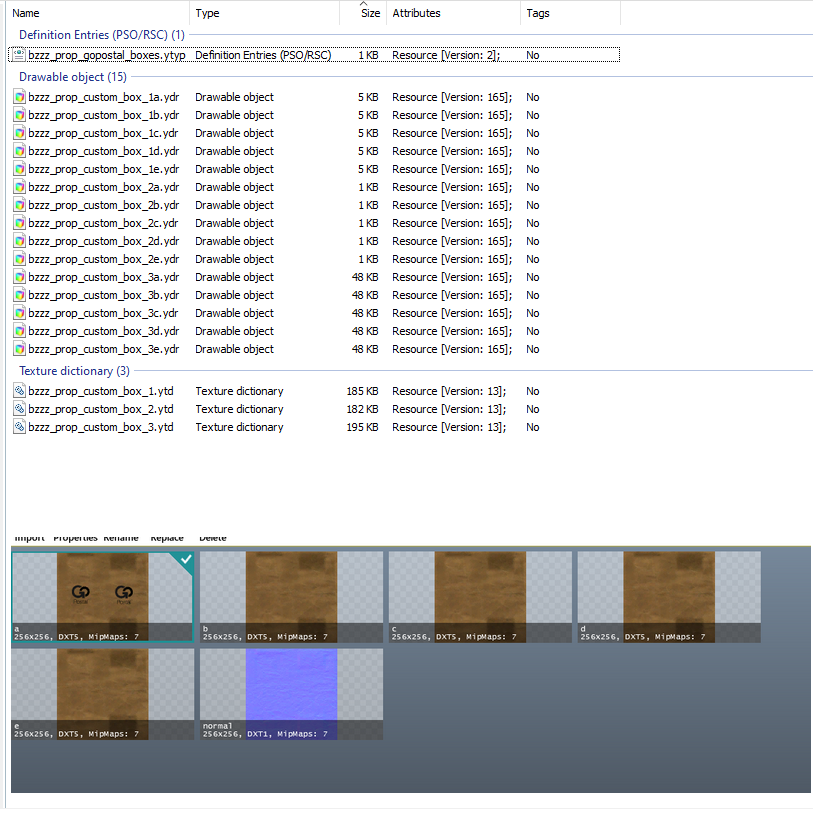 Name Type Size Attributes Tags
Definition Entries (PSO/RSC) (1)
bzzz_prop_gopostal_boxes.ytyp Definition Entries (PSO/RSC) 1 KB Resource [Version: 2]; No
Drawable object (15)
bzzz_prop_custom_box_1a.ydr Drawable object 5 KB Resource [Version: 165]; No
bzzz_prop_custom_box_1b.ydr Drawable object 5 KB Resource [Version: 165]; No
bzzz_prop_custom_box_1c.ydr Drawable object 5 KB Resource [Version: 165]; No
bzzz_prop_custom_box_1d.ydr Drawable object 5 KB Resource [Version: 165]; No
bzzz_prop_custom_box_1e.ydr Drawable object 5 KB Resource [Version: 165]; No
bzzz_prop_custom_box_2a.ydr Drawable object 1 KB Resource [Version: 165]; No
bzzz_prop_custom_box_2b.ydr Drawable object 1 KB Resource [Version: 165]; No
bzzz_prop_custom_box_2c.ydr Drawable object 1 KB Resource [Version: 165]; No
bzzz_prop_custom_box_2d.ydr Drawable object 1 KB Resource [Version: 165]; No
bzzz_prop_custom_box_2e.ydr Drawable object 1 KB Resource [Version: 165]; No
bzzz_prop_custom_box_3a.ydr Drawable object 48 KB Resource [Version: 165]; No
bzzz_prop_custom_box_3b.ydr Drawable object 48 KB Resource [Version: 165]; No
bzzz_prop_custom_box_3c.ydr Drawable object 48 KB Resource [Version: 165]; No
bzzz_prop_custom_box_3d.ydr Drawable object 48 KB Resource [Version: 165]; No
bzzz_prop_custom_box_3e.ydr Drawable object 48 KB Resource [Version: 165]; No
Texture dictionary (3)
bzzz_prop_custom_box_1.ytd Texture dictionary 185 KB Resource [Version: 13]; No
bzzz_prop_custom_box_2.ytd Texture dictionary 182 KB Resource [Version: 13]; No
bzzz_prop_custom_box_3.ytd Texture dictionary 195 KB Resource [Version: 13]; No
Import Properties Rename Replace Delete
GO GO
Postal Postal
a b c d
256x256, DXT5, MipMaps: 7 256x256, DXT5, MipMaps: 7 256x256, DXT5, MipMaps: 7 256x256, DXT5, MipMaps: 7
e normal
256x256, DXT5, MipMaps: 7 256x256, DXT1, MipMaps: 7